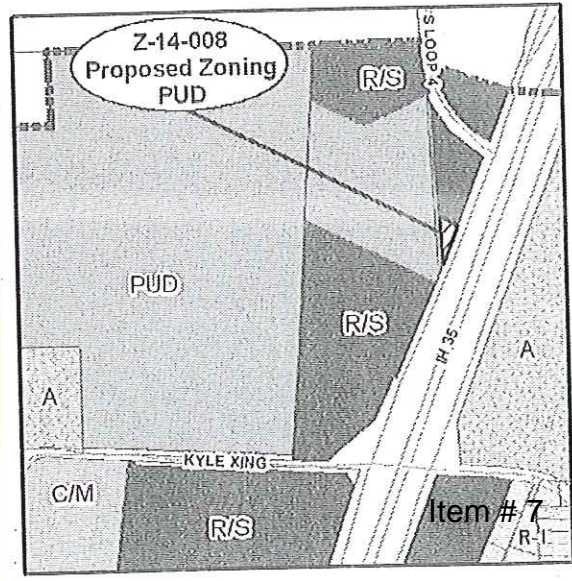 Z-14-008
Proposed Zoning
PUD
R/S
S LOOP 4
PUD
R/S
IH 35
A
A
KYLE XING
C/M
R/S
Item # 7
R-1